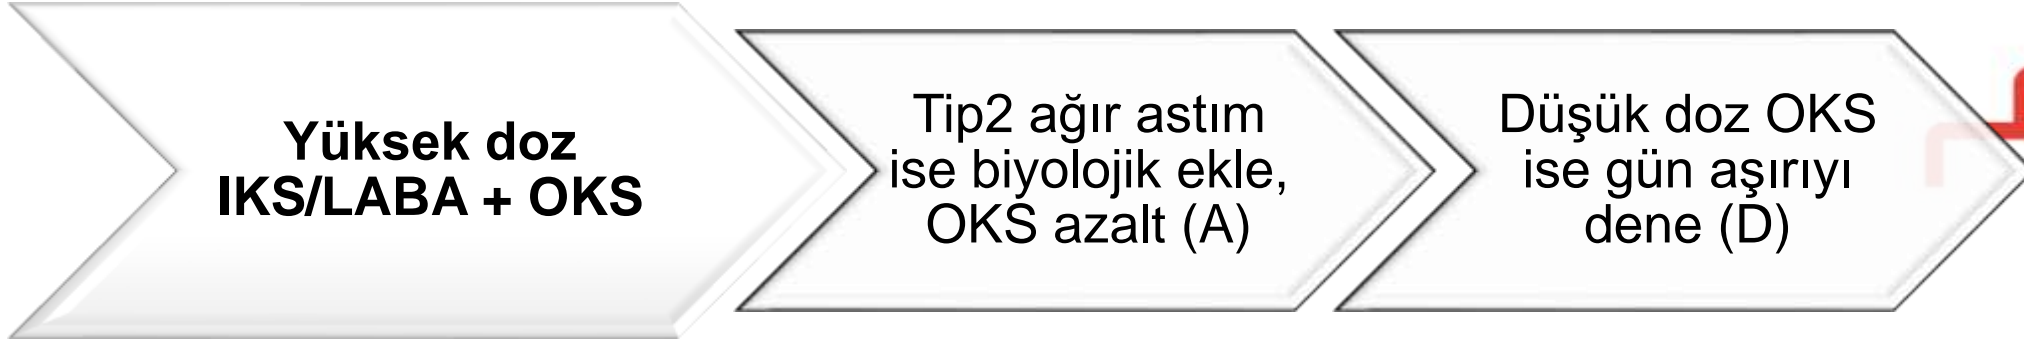 Yüksek doz
IKS/LABA + OKS
Tip2 ağır astım
ise biyolojik ekle,
OKS azalt (A)
Düşük doz OKS
ise gün aşırıyı
dene (D)